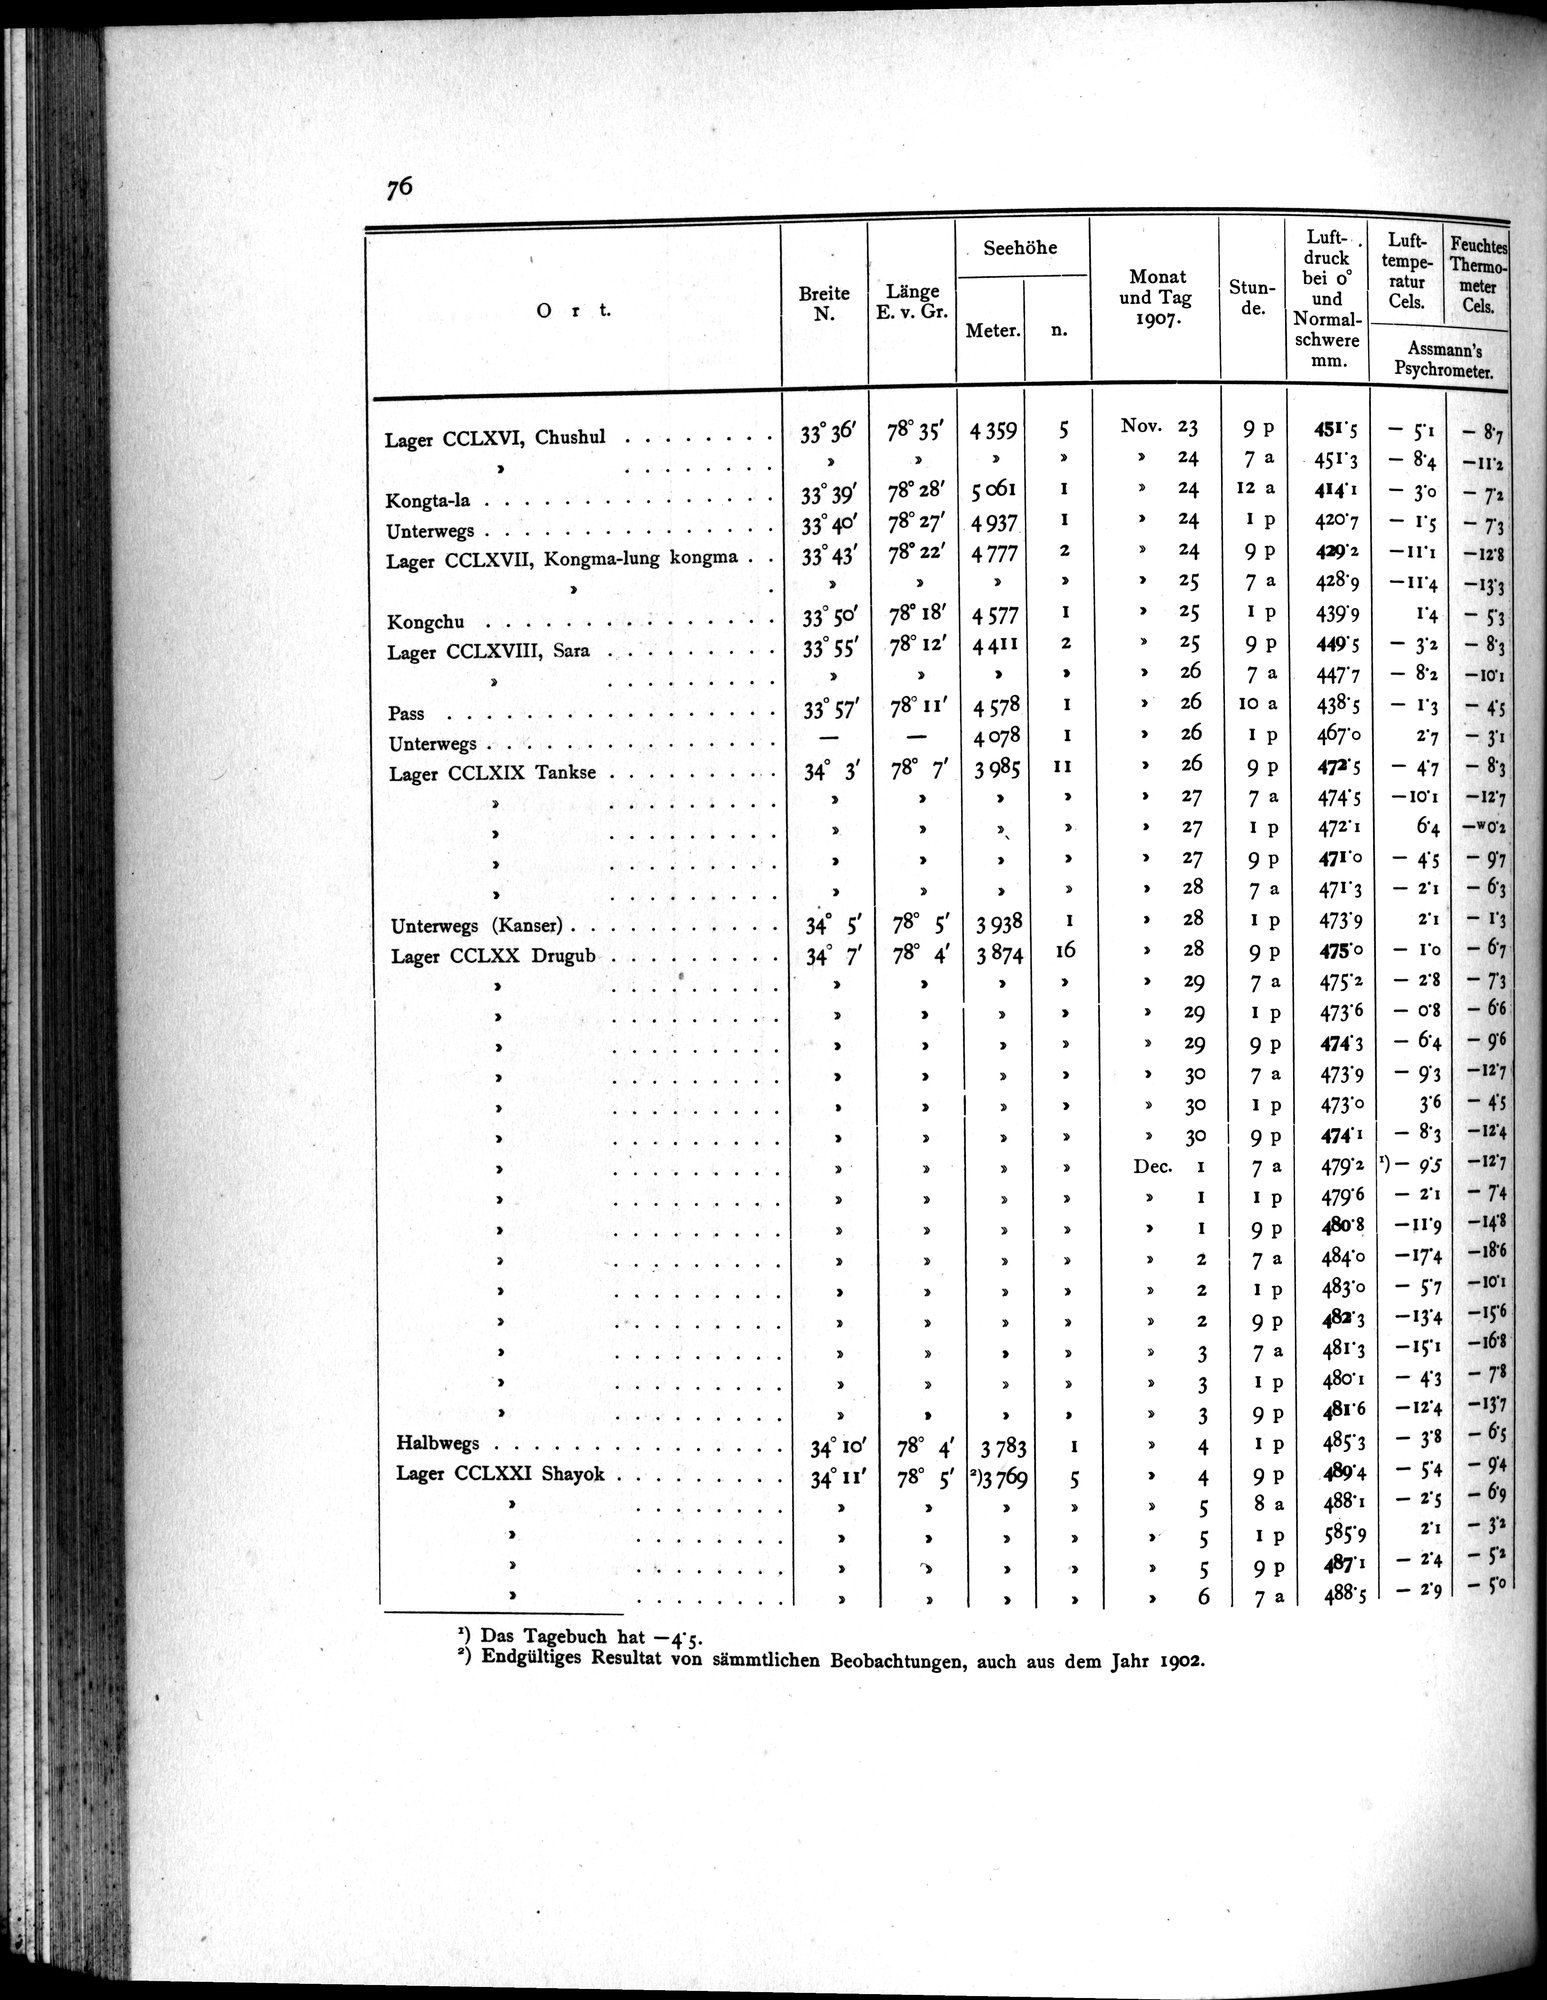 76
Ort. Breite N. Länge E. v. Gr. Seehöhe Meter. n. Monat und Tag 1907. Stun-de. Luft-druck bei 0° und Normal-schwere mm. Luft-tempe-ratur Cels. Feuchtes Thermo-meter Cels. Assmann's Psychrometer.
Lager CCLXVI, Chushul . . . . . . . . 33° 36′ 78° 35′ 4 359 5 Nov. 23 9 p 451·5 — 5·1 — 8·7
» . . . . . . . . » » » » » 24 7 a 451·3 — 8·4 —11·2
Kongta-la . . . . . . . . . . . . . . . 33° 39′ 78° 28′ 5 061 1 » 24 12 a 414·1 — 3·0 — 7·2
Unterwegs . . . . . . . . . . . . . . . 33° 40′ 78° 27′ 4 937 1 » 24 1 p 420·7 — 1·5 — 7·3
Lager CCLXVII, Kongma-lung kongma . . 33° 43′ 78° 22′ 4 777 2 » 24 9 p 429·2 —11·1 —12·8
» . » » » » » 25 7 a 428·9 —11·4 —13·3
Kongchu . . . . . . . . . . . . . . . 33° 50′ 78° 18′ 4 577 1 » 25 1 p 439·9 1·4 — 5·3
Lager CCLXVIII, Sara . . . . . . . . . 33° 55′ 78° 12′ 4 411 2 » 25 9 p 449·5 — 3·2 — 8·3
» . . . . . . . . . » » » » » 26 7 a 447·7 — 8·2 —10·1
Pass . . . . . . . . . . . . . . . . . 33° 57′ 78° 11′ 4 578 1 » 26 10 a 438·5 — 1·3 — 4·5
Unterwegs . . . . . . . . . . . . . . . — — 4 078 1 » 26 1 p 467·0 2·7 — 3·1
Lager CCLXIX Tankse . . . . . . . . . 34° 3′ 78° 7′ 3 985 11 » 26 9 p 472·5 — 4·7 — 8·3
» . . . . . . . . . » » » » » 27 7 a 474·5 —10·1 —12·7
» . . . . . . . . . » » » » » 27 1 p 472·1 6·4 —w0·2
» . . . . . . . . . » » » » » 27 9 p 471·0 — 4·5 — 9·7
» . . . . . . . . . » » » » » 28 7 a 471·3 — 2·1 — 6·3
Unterwegs (Kanser) . . . . . . . . . . . 34° 5′ 78° 5′ 3 938 1 » 28 1 p 473·9 2·1 — 1·3
Lager CCLXX Drugub . . . . . . . . . 34° 7′ 78° 4′ 3 874 16 » 28 9 p 475·0 — 1·0 — 6·7
» . . . . . . . . . » » » » » 29 7 a 475·2 — 2·8 — 7·3
» . . . . . . . . . » » » » » 29 1 p 473·6 — 0·8 — 6·6
» . . . . . . . . . » » » » » 29 9 p 474·3 — 6·4 — 9·6
» . . . . . . . . . » » » » » 30 7 a 473·9 — 9·3 —12·7
» . . . . . . . . . » » » » » 30 1 p 473·0 3·6 — 4·5
» . . . . . . . . . » » » » » 30 9 p 474·1 — 8·3 —12·4
» . . . . . . . . . » » » » Dec. 1 7 a 479·2 ¹)— 9·5 —12·7
» . . . . . . . . . » » » » » 1 1 p 479·6 — 2·1 — 7·4
» . . . . . . . . . » » » » » 1 9 p 480·8 —11·9 —14·8
» . . . . . . . . . » » » » » 2 7 a 484·0 —17·4 —18·6
» . . . . . . . . . » » » » » 2 1 p 483·0 — 5·7 —10·1
» . . . . . . . . . » » » » » 2 9 p 482·3 —13·4 —15·6
» . . . . . . . . . » » » » » 3 7 a 481·3 —15·1 —16·8
» . . . . . . . . . » » » » » 3 1 p 480·1 — 4·3 — 7·8
» . . . . . . . . . » » » » » 3 9 p 481·6 —12·4 —13·7
Halbwegs . . . . . . . . . . . . . . . 34° 10′ 78° 4′ 3 783 1 » 4 1 p 485·3 — 3·8 — 6·5
Lager CCLXXI Shayok . . . . . . . . . 34° 11′ 78° 5′ ²)3 769 5 » 4 9 p 489·4 — 5·4 — 9·4
» . . . . . . . . » » » » » 5 8 a 488·1 — 2·5 — 6·9
» . . . . . . . . » » » » » 5 1 p 585·9 2·1 — 3·2
» . . . . . . . . » » » » » 5 9 p 487·1 — 2·4 — 5·2
» . . . . . . . . » » » » » 6 7 a 488·5 — 2·9 — 5·0
¹) Das Tagebuch hat —4·5.
²) Endgültiges Resultat von sämmtlichen Beobachtungen, auch aus dem Jahr 1902.